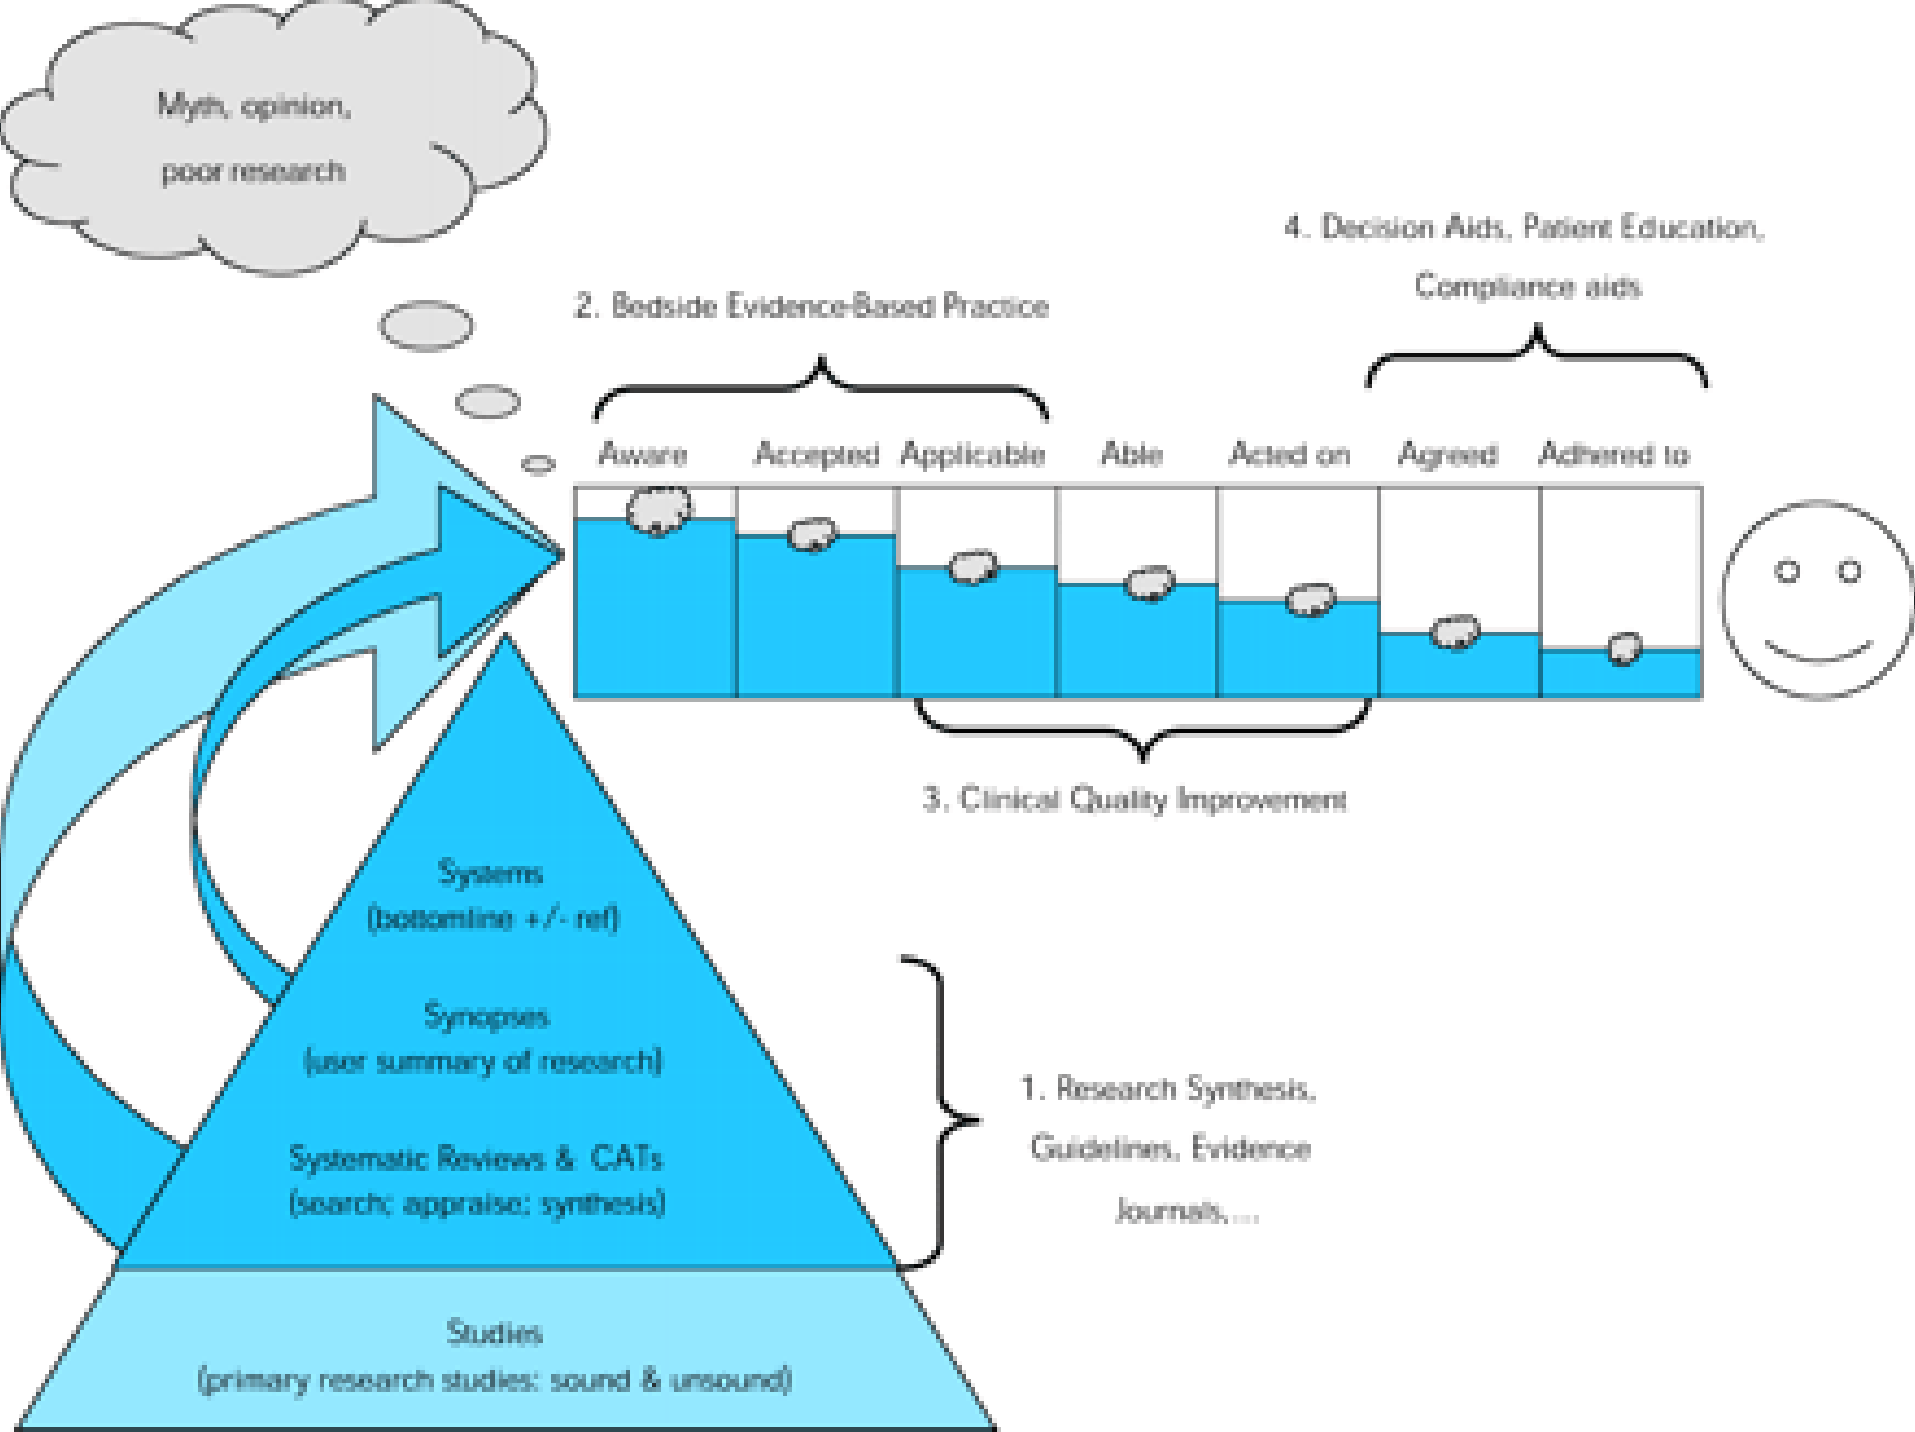 Myth, opinion,
poor research
4. Decision Aids, Patient Education,
Compliance aids
2. Bedside Evidence-Based Practice
Aware Accepted Applicable Able Acted on Agreed Adhered to
3. Clinical Quality Improvement
Systems
(bottomline +/- ref)
Synopses
(user summary of research)
1. Research Synthesis,
Guidelines, Evidence
Journals,...
Systematic Reviews & CATs
(search; appraise; synthesis)
Studies
(primary research studies: sound & unsound)